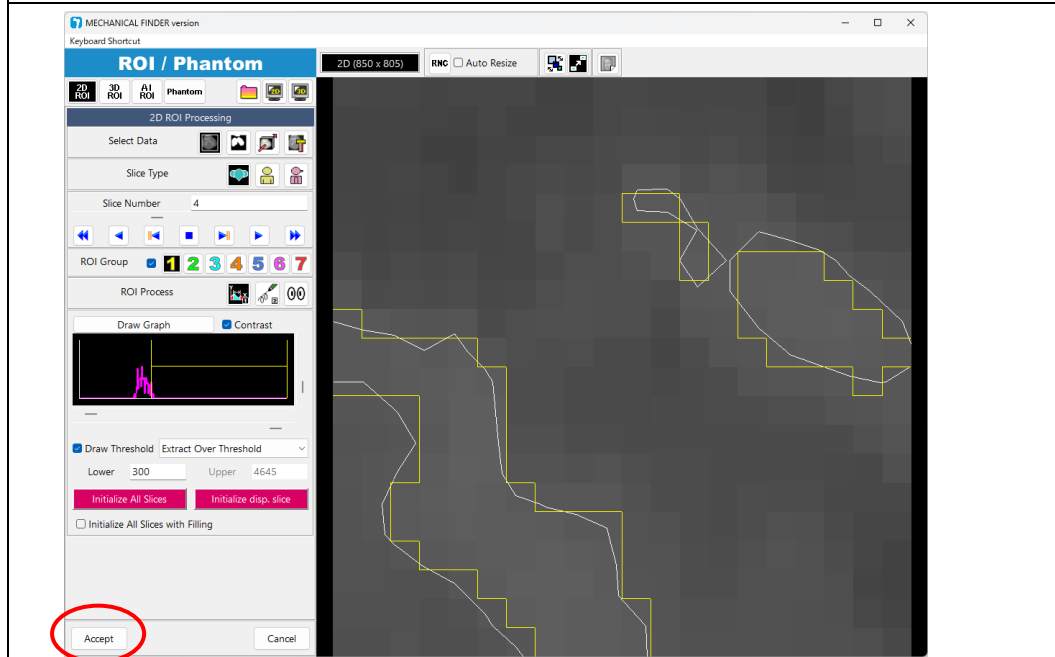 MECHANICAL FINDER version
Keyboard Shortcut
ROI / Phantom
2D (850 x 805)
RNC
Auto Resize
2D ROI
3D ROI
AI ROI
Phantom
2D
3D
2D ROI Processing
Select Data
Slice Type
Slice Number 4
ROI Group 1 2 3 4 5 6 7
ROI Process
Draw Graph
Contrast
Draw Threshold Extract Over Threshold
Lower 300 Upper 4645
Initialize All Slices
Initialize disp. slice
Initialize All Slices with Filling
Accept
Cancel